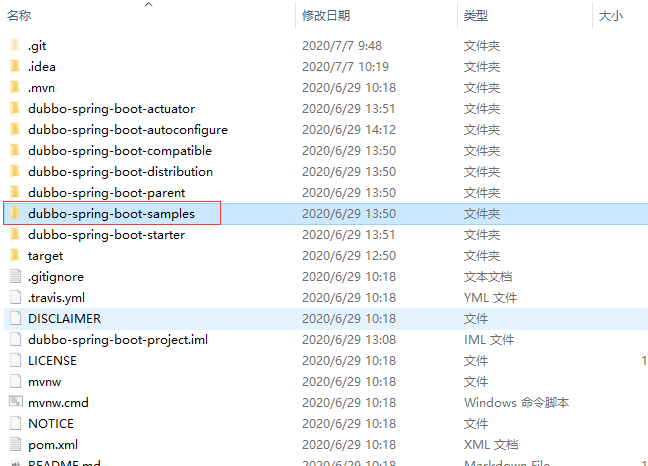 名称 修改日期 类型 大小
.git 2020/7/7 9:48 文件夹
.idea 2020/7/7 10:19 文件夹
.mvn 2020/6/29 10:18 文件夹
dubbo-spring-boot-actuator 2020/6/29 13:51 文件夹
dubbo-spring-boot-autoconfigure 2020/6/29 14:12 文件夹
dubbo-spring-boot-compatible 2020/6/29 13:50 文件夹
dubbo-spring-boot-distribution 2020/6/29 13:50 文件夹
dubbo-spring-boot-parent 2020/6/29 13:50 文件夹
dubbo-spring-boot-samples 2020/6/29 13:50 文件夹
dubbo-spring-boot-starter 2020/6/29 13:51 文件夹
target 2020/6/29 12:50 文件夹
.gitignore 2020/6/29 10:18 文本文档
.travis.yml 2020/6/29 10:18 YML 文件
DISCLAIMER 2020/6/29 10:18 文件
dubbo-spring-boot-project.iml 2020/6/29 13:08 IML 文件
LICENSE 2020/6/29 10:18 文件 1
mvnw 2020/6/29 10:18 文件
mvnw.cmd 2020/6/29 10:18 Windows 命令脚本
NOTICE 2020/6/29 10:18 文件
pom.xml 2020/6/29 10:18 XML 文档
README.md 2020/6/29 10:18 Markdown File 1